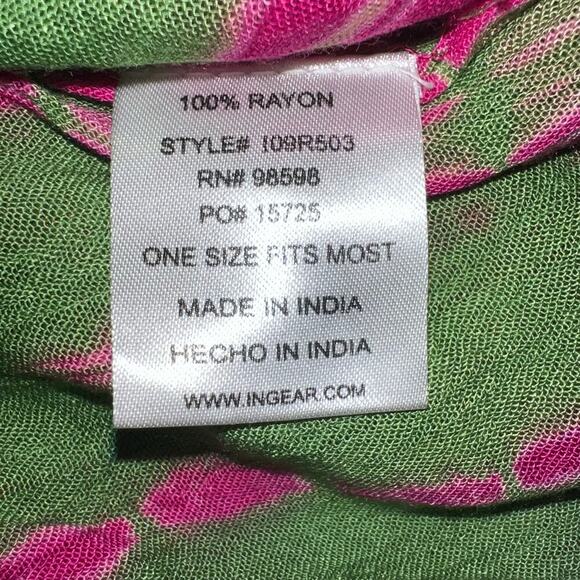 100% RAYON
STYLE# I09R503
RN# 98598
PO# 15725
ONE SIZE FITS MOST
MADE IN INDIA
HECHO IN INDIA
WWW.INGEAR.COM